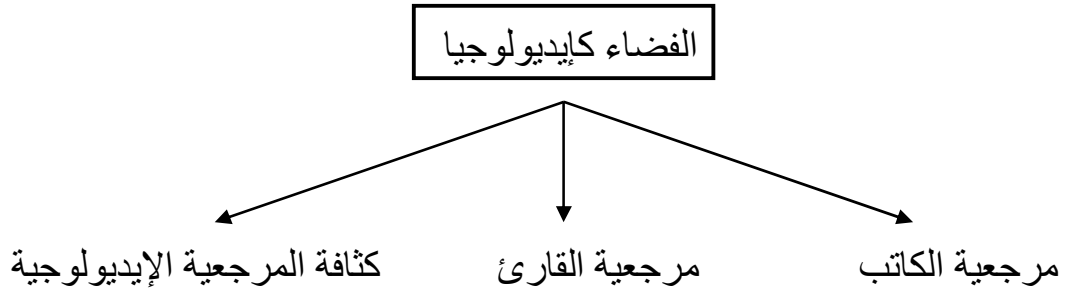 الفضاء كإيديولوجيا
مرجعية الكاتب مرجعية القارئ كثافة المرجعية الإيديولوجية